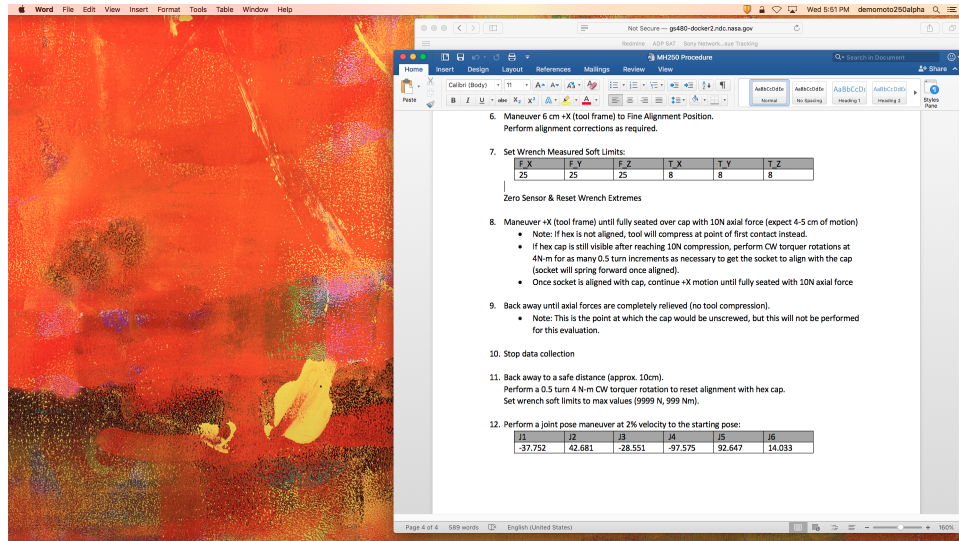 Word File Edit View Insert Format Tools Table Window Help Wed 5:51 PM demomoto250alpha
Not Secure — gs480-docker2.ndc.nasa.gov
Redmine ADP SAT Sony Network...sue Tracking
MH250 Procedure
Search in Document
Home Insert Design Layout References Mailings Review View Share
Paste
Calibri (Body) 11
B I U abc X₂ X² A A
AaBbCcDdEe AaBbCcDdEe AaBbCcDc AaBbCcDdEe
Normal No Spacing Heading 1 Heading 2 Styles Pane
6. Maneuver 6 cm +X (tool frame) to Fine Alignment Position.
Perform alignment corrections as required.
7. Set Wrench Measured Soft Limits:
F_X F_Y F_Z T_X T_Y T_Z
25 25 25 8 8 8
Zero Sensor & Reset Wrench Extremes
8. Maneuver +X (tool frame) until fully seated over cap with 10N axial force (expect 4-5 cm of motion)
• Note: If hex is not aligned, tool will compress at point of first contact instead.
• If hex cap is still visible after reaching 10N compression, perform CW torquer rotations at
4N-m for as many 0.5 turn increments as necessary to get the socket to align with the cap
(socket will spring forward once aligned).
• Once socket is aligned with cap, continue +X motion until fully seated with 10N axial force
9. Back away until axial forces are completely relieved (no tool compression).
• Note: This is the point at which the cap would be unscrewed, but this will not be performed
for this evaluation.
10. Stop data collection
11. Back away to a safe distance (approx. 10cm).
Perform a 0.5 turn 4 N-m CW torquer rotation to reset alignment with hex cap.
Set wrench soft limits to max values (9999 N, 999 Nm).
12. Perform a joint pose maneuver at 2% velocity to the starting pose:
J1 J2 J3 J4 J5 J6
-37.752 42.681 -28.551 -97.575 92.647 14.033
Page 4 of 4 589 words English (United States) 160%